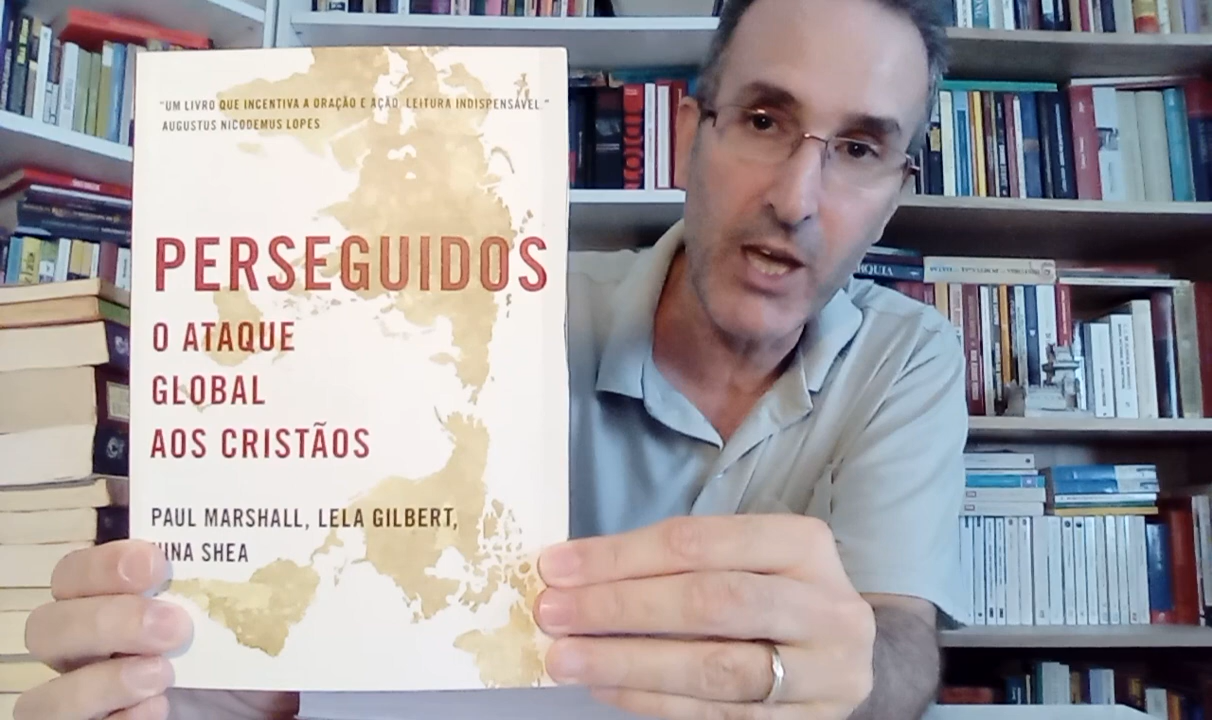 "UM LIVRO QUE INCENTIVA A ORAÇÃO E AÇÃO. LEITURA INDISPENSÁVEL."
AUGUSTUS NICODEMUS LOPES
PERSEGUIDOS
O ATAQUE
GLOBAL
AOS CRISTÃOS
PAUL MARSHALL, LELA GILBERT,
NINA SHEA